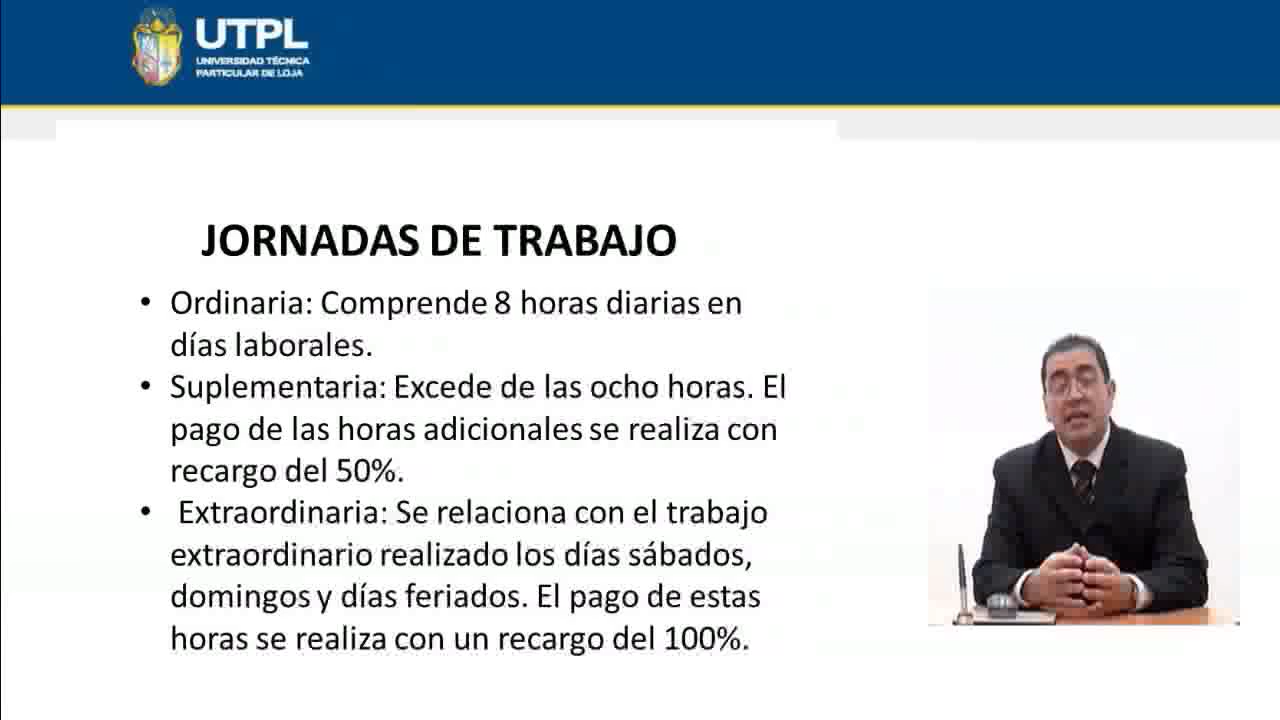 UTPL
UNIVERSIDAD TÉCNICA
PARTICULAR DE LOJA
JORNADAS DE TRABAJO
• Ordinaria: Comprende 8 horas diarias en
días laborales.
• Suplementaria: Excede de las ocho horas. El
pago de las horas adicionales se realiza con
recargo del 50%.
• Extraordinaria: Se relaciona con el trabajo
extraordinario realizado los días sábados,
domingos y días feriados. El pago de estas
horas se realiza con un recargo del 100%.